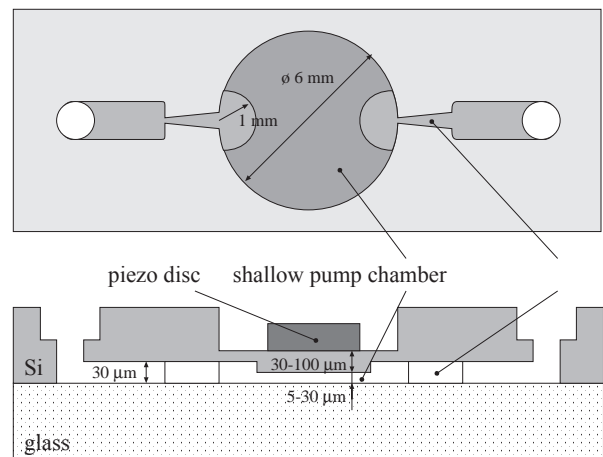 ø 6 mm
1 mm
piezo disc
shallow pump chamber
Si
30 μm
30-100 μm
5-30 μm
glass